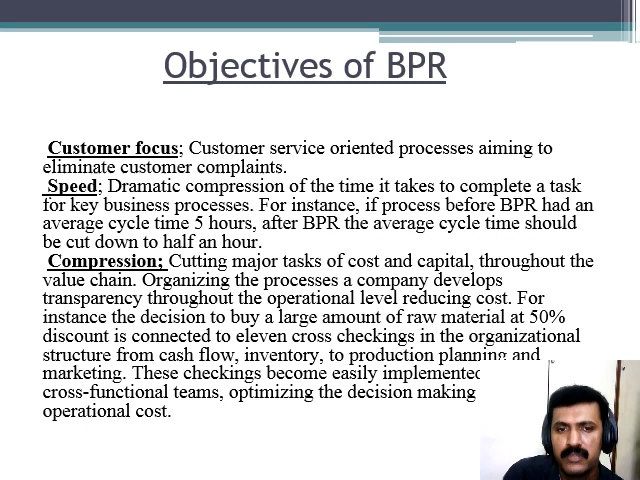 Objectives of BPR
Customer focus; Customer service oriented processes aiming to
eliminate customer complaints.
Speed; Dramatic compression of the time it takes to complete a task
for key business processes. For instance, if process before BPR had an
average cycle time 5 hours, after BPR the average cycle time should
be cut down to half an hour.
Compression; Cutting major tasks of cost and capital, throughout the
value chain. Organizing the processes a company develops
transparency throughout the operational level reducing cost. For
instance the decision to buy a large amount of raw material at 50%
discount is connected to eleven cross checkings in the organizational
structure from cash flow, inventory, to production planning and
marketing. These checkings become easily implemented
cross-functional teams, optimizing the decision making
operational cost.